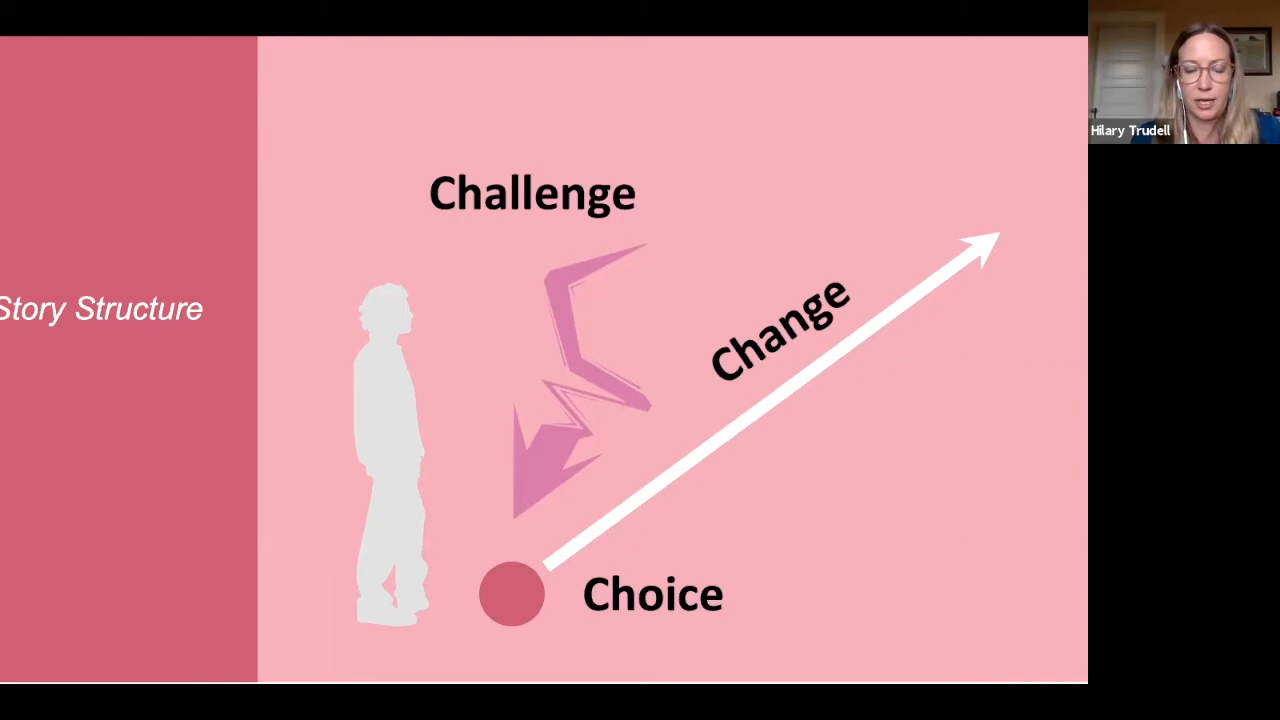 Story Structure
Challenge
Change
Choice
Hilary Trudell